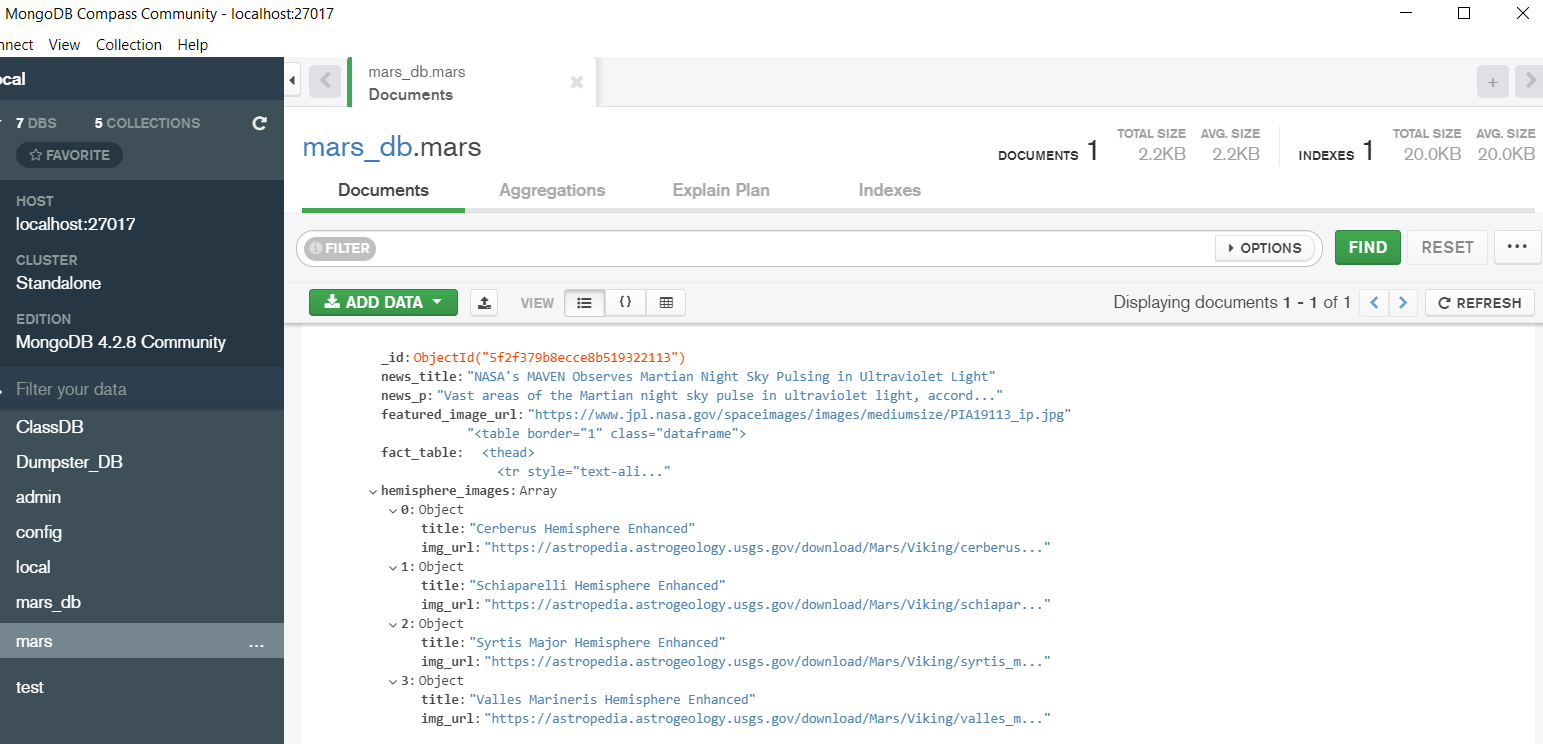 MongoDB Compass Community - localhost:27017
nnect View Collection Help
ocal
7 DBS 5 COLLECTIONS
FAVORITE
HOST
localhost:27017
CLUSTER
Standalone
EDITION
MongoDB 4.2.8 Community
Filter your data
ClassDB
Dumpster_DB
admin
config
local
mars_db
mars ...
test
mars_db.mars
Documents
mars_db.mars
DOCUMENTS 1 TOTAL SIZE 2.2KB AVG. SIZE 2.2KB INDEXES 1 TOTAL SIZE 20.0KB AVG. SIZE 20.0KB
Documents Aggregations Explain Plan Indexes
FILTER OPTIONS FIND RESET ...
ADD DATA VIEW {} Displaying documents 1 - 1 of 1 REFRESH
_id: ObjectId("5f2f379b8ecce8b519322113")
news_title: "NASA's MAVEN Observes Martian Night Sky Pulsing in Ultraviolet Light"
news_p: "Vast areas of the Martian night sky pulse in ultraviolet light, accord..."
featured_image_url: "https://www.jpl.nasa.gov/spaceimages/images/mediumsize/PIA19113_ip.jpg"
"<table border="1" class="dataframe">
fact_table: <thead>
<tr style="text-ali..."
hemisphere_images: Array
0: Object
title: "Cerberus Hemisphere Enhanced"
img_url: "https://astropedia.astrogeology.usgs.gov/download/Mars/Viking/cerberus..."
1: Object
title: "Schiaparelli Hemisphere Enhanced"
img_url: "https://astropedia.astrogeology.usgs.gov/download/Mars/Viking/schiapar..."
2: Object
title: "Syrtis Major Hemisphere Enhanced"
img_url: "https://astropedia.astrogeology.usgs.gov/download/Mars/Viking/syrtis_m..."
3: Object
title: "Valles Marineris Hemisphere Enhanced"
img_url: "https://astropedia.astrogeology.usgs.gov/download/Mars/Viking/valles_m..."